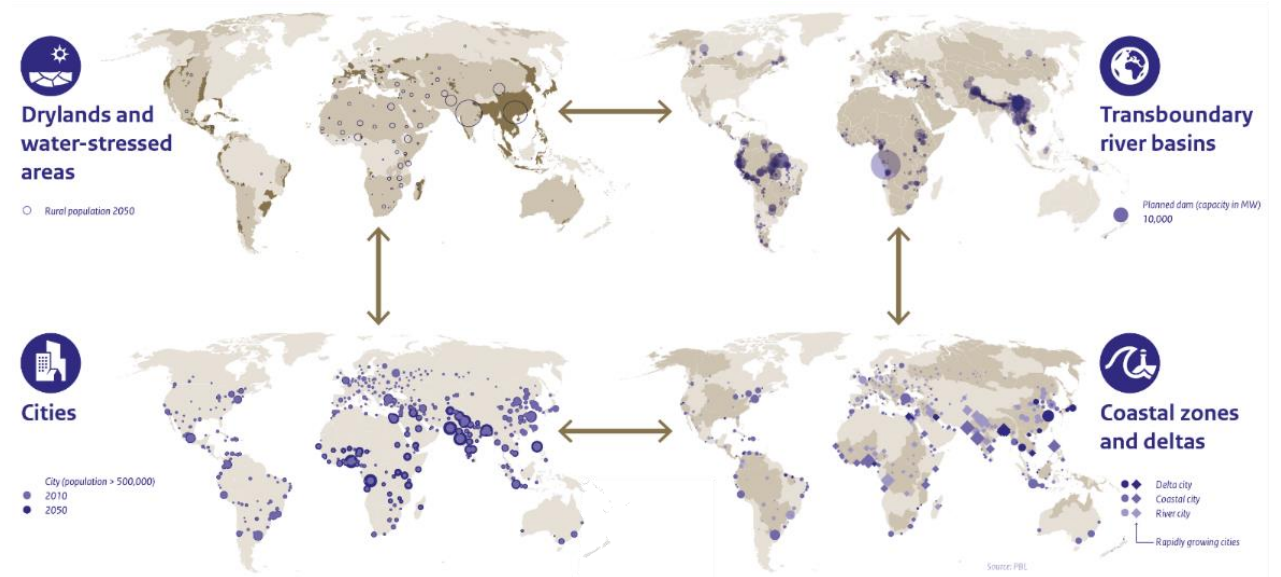 Drylands and
water-stressed
areas
Rural population 2050
Transboundary
river basins
Planned dam (capacity in MW)
10,000
Cities
City (population > 500,000)
2010
2050
Coastal zones
and deltas
Delta city
Coastal city
River city
Rapidly growing cities
Source: PBL